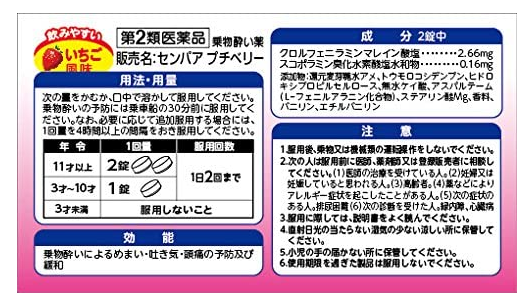 飲みやすい
いちご
風味
第2類医薬品 乗物酔い薬
販売名:センパア プチベリー
用法・用量
次の量をかむか、口中で溶かして服用してください。
乗物酔いの予防には乗車船の30分前に服用してく
ださい。なお、必要に応じて追加服用する場合には、
1回量を4時間以上の間隔をおき服用してください。
年 令 1回量 服用回数
11才以上 2錠 1日2回まで
3才~10才 1錠
3才未満 服用しないこと
効 能
乗物酔いによるめまい・吐き気・頭痛の予防及び
緩和
成 分 2錠中
クロルフェニラミンマレイン酸塩‥‥‥‥2.66mg
スコポラミン臭化水素酸塩水和物‥‥‥‥0.16mg
添加物:還元麦芽糖水アメ、トウモロコシデンプン、ヒドロ
キシプロピルセルロース、無水ケイ酸、アスパルテーム
(L-フェニルアラニン化合物)、ステアリン酸Mg、香料、
バニリン、エチルバニリン
注 意
1.服用後、乗物又は機械類の運転操作をしないでください。
2.次の人は服用前に医師、薬剤師又は登録販売者に相談し
てください。(1)医師の治療を受けている人。(2)妊婦又は
妊娠していると思われる人。(3)高齢者。(4)薬などにより
アレルギー症状を起こしたことがある人。(5)次の症状の
ある人:排尿困難(6)次の診断を受けた人。緑内障、心臓病
3.服用に際しては、説明書をよく読んでください。
4.直射日光の当たらない湿気の少ない涼しい所に保管して
ください。
5.小児の手の届かない所に保管してください。
6.使用期限を過ぎた製品は服用しないでください。